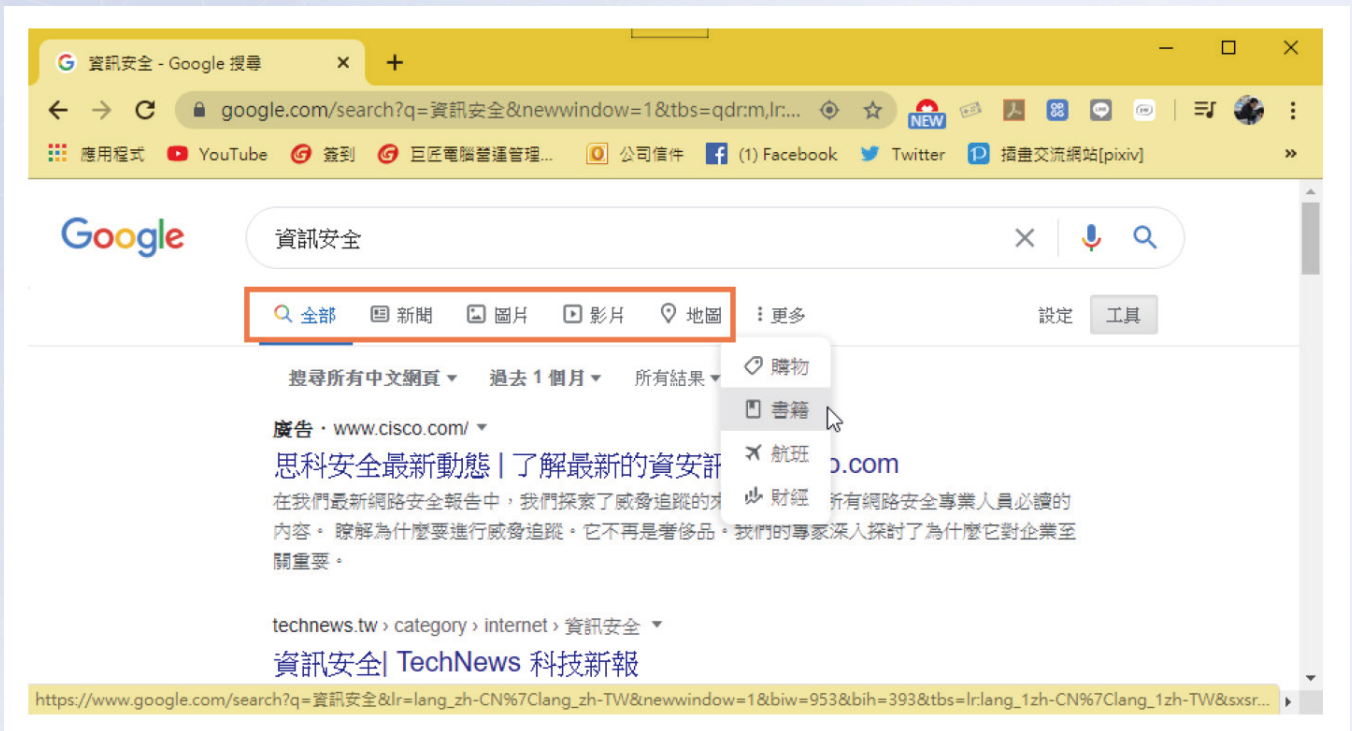 資訊安全 - Google 搜尋
google.com/search?q=資訊安全&newwindow=1&tbs=qdr:m,lr:...
NEW
應用程式 YouTube 簽到 巨匠電腦營運管理... 公司信件 (1) Facebook Twitter 插畫交流網站[pixiv] »
Google 資訊安全
全部 新聞 圖片 影片 地圖 更多 設定 工具
購物
書籍
航班
財經
搜尋所有中文網頁 過去 1 個月 所有結果
廣告・www.cisco.com/
思科安全最新動態 | 了解最新的資安訊 o.com
在我們最新網路安全報告中，我們探索了威脅追蹤的 所有網路安全專業人員必讀的
內容。 瞭解為什麼要進行威脅追蹤。它不再是奢侈品。我們的專家深入探討了為什麼它對企業至
關重要。
technews.tw › category › internet › 資訊安全
資訊安全| TechNews 科技新報
https://www.google.com/search?q=資訊安全&lr=lang_zh-CN%7Clang_zh-TW&newwindow=1&biw=953&bih=393&tbs=lr:lang_1zh-CN%7Clang_1zh-TW&sxsr...